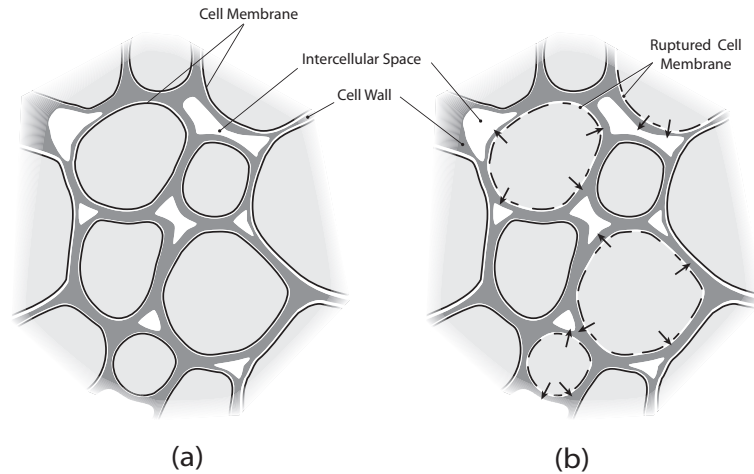 Cell Membrane
Intercellular Space
Cell Wall
Ruptured Cell
Membrane
(a)
(b)